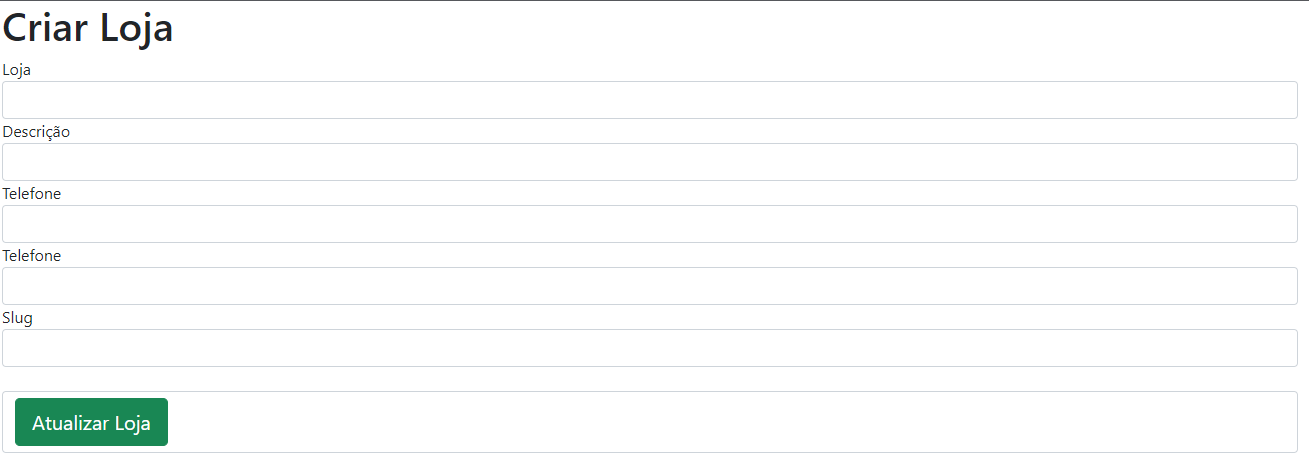 Criar Loja
Loja
Descrição
Telefone
Telefone
Slug
Atualizar Loja